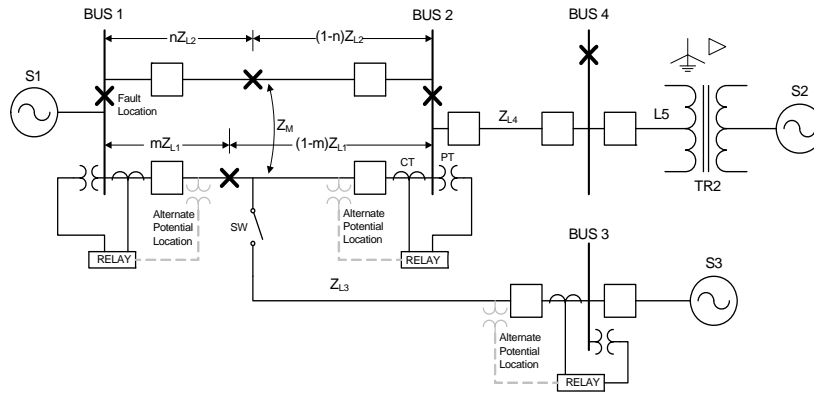 BUS 1
BUS 2
BUS 4
nZL2
(1-n)ZL2
S1
Fault
Location
ZM
ZL4
L5
S2
TR2
mZL1
(1-m)ZL1
CT
PT
Alternate
Potential
Location
SW
Alternate
Potential
Location
RELAY
RELAY
BUS 3
S3
ZL3
Alternate
Potential
Location
RELAY